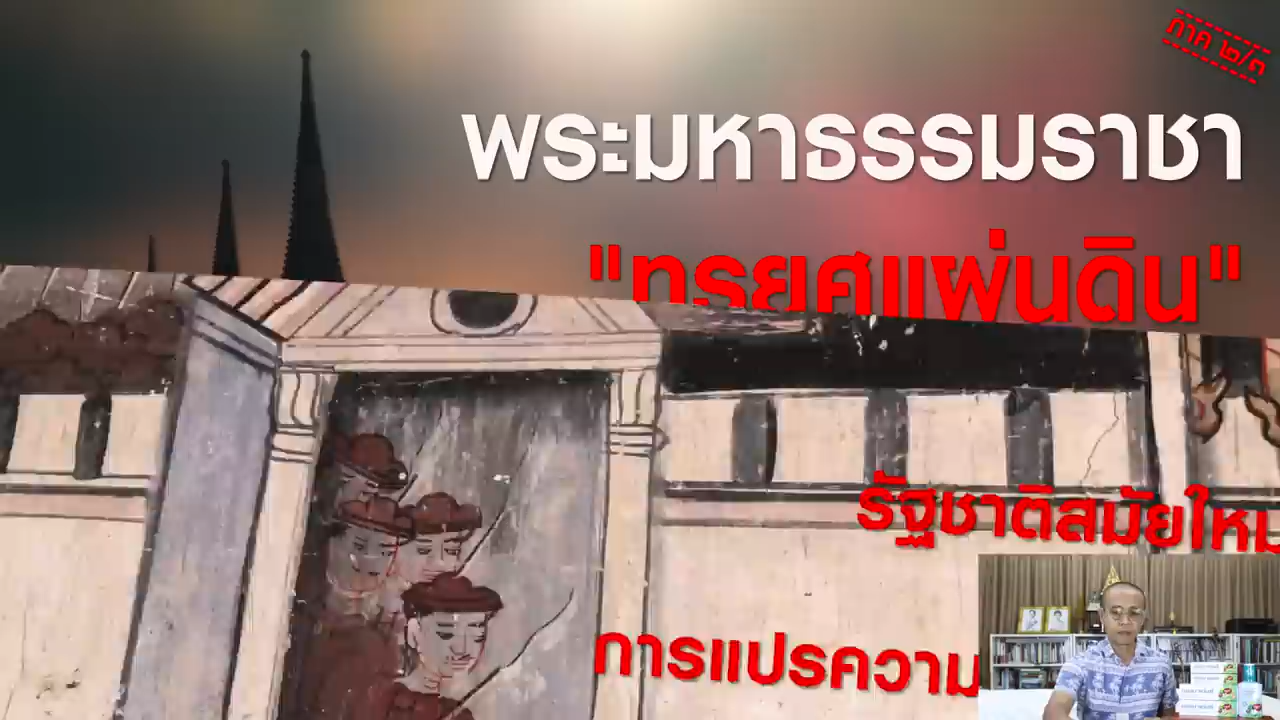 ภาค ๒/๓
พระมหาธรรมราชา
"ทรยศแผ่นดิน"
รัฐชาติสมัยใหม
การแปรความ